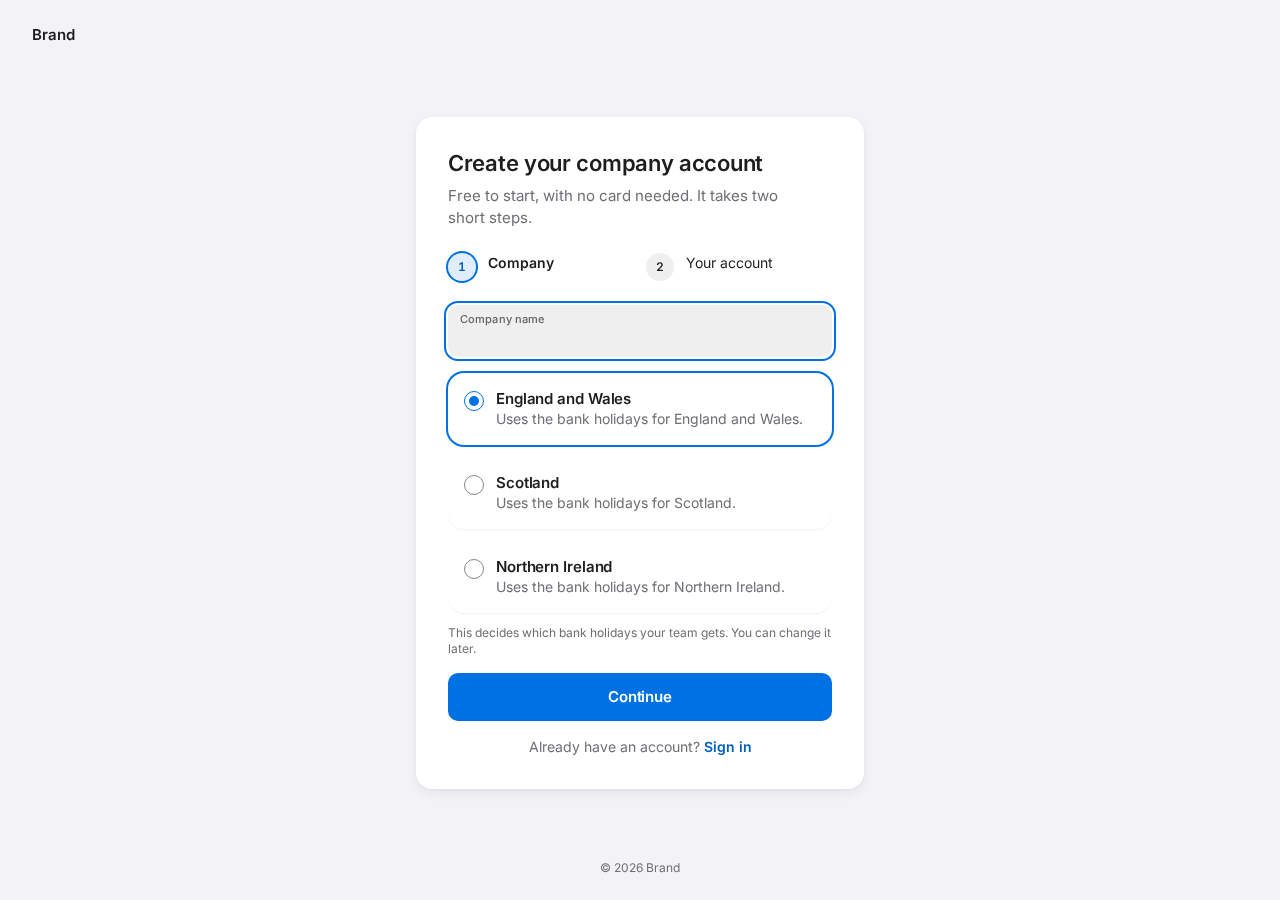 Brand
Create your company account
Free to start, with no card needed. It takes two
short steps.
1 Company 2 Your account
Company name
England and Wales
Uses the bank holidays for England and Wales.
Scotland
Uses the bank holidays for Scotland.
Northern Ireland
Uses the bank holidays for Northern Ireland.
This decides which bank holidays your team gets. You can change it
later.
Continue
Already have an account? Sign in
© 2026 Brand